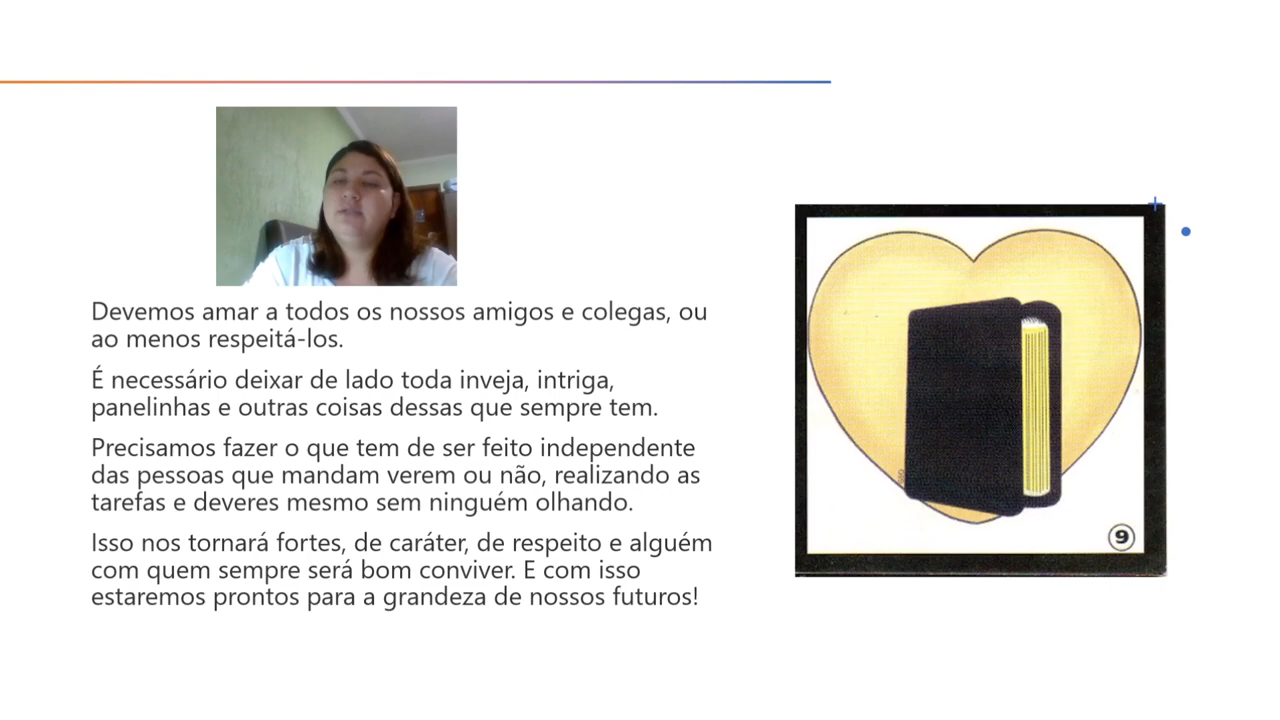 Devemos amar a todos os nossos amigos e colegas, ou
ao menos respeitá-los.
É necessário deixar de lado toda inveja, intriga,
panelinhas e outras coisas dessas que sempre tem.
Precisamos fazer o que tem de ser feito independente
das pessoas que mandam verem ou não, realizando as
tarefas e deveres mesmo sem ninguém olhando.
Isso nos tornará fortes, de caráter, de respeito e alguém
com quem sempre será bom conviver. E com isso
estaremos prontos para a grandeza de nossos futuros!
9